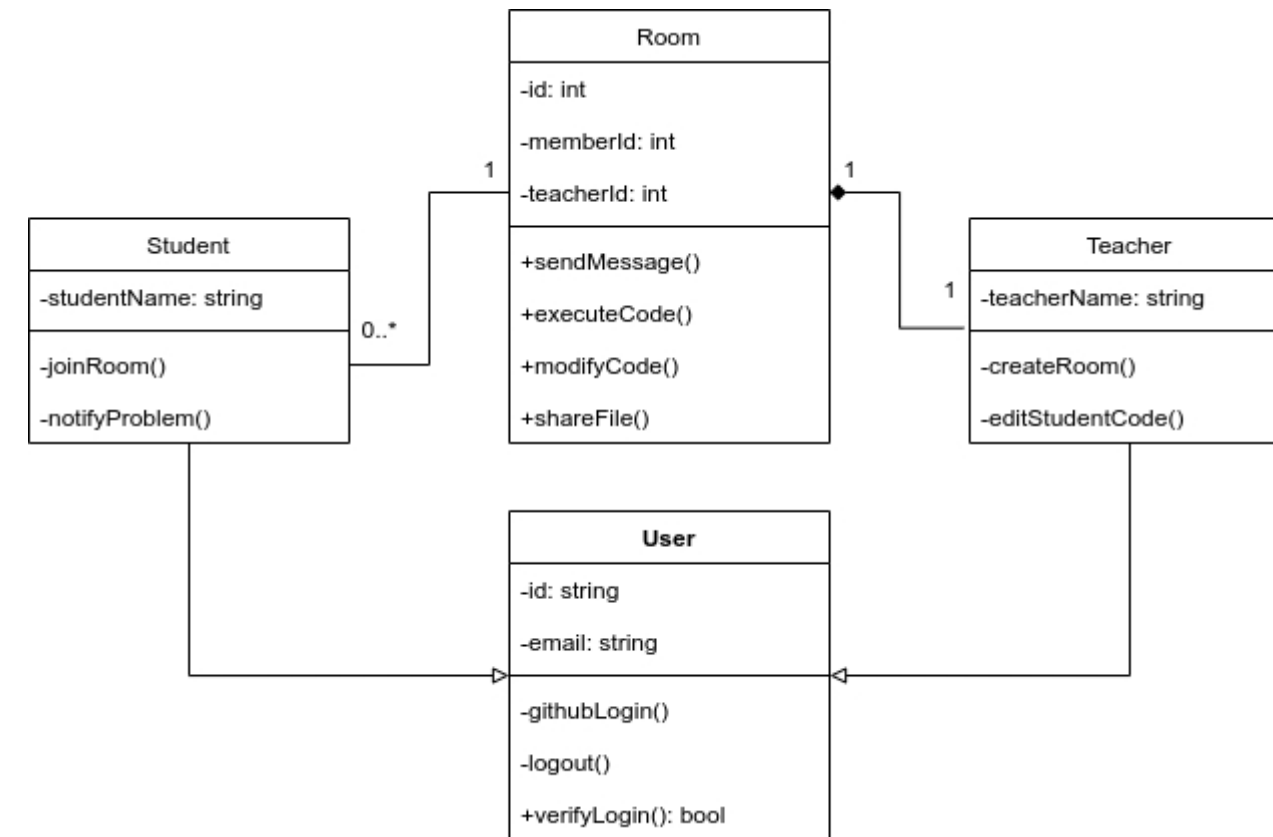 Room
-id: int
-memberId: int
-teacherId: int
+sendMessage()
+executeCode()
+modifyCode()
+shareFile()
1
1
Student
-studentName: string
-joinRoom()
-notifyProblem()
0..*
Teacher
-teacherName: string
-createRoom()
-editStudentCode()
1
User
-id: string
-email: string
-githubLogin()
-logout()
+verifyLogin(): bool